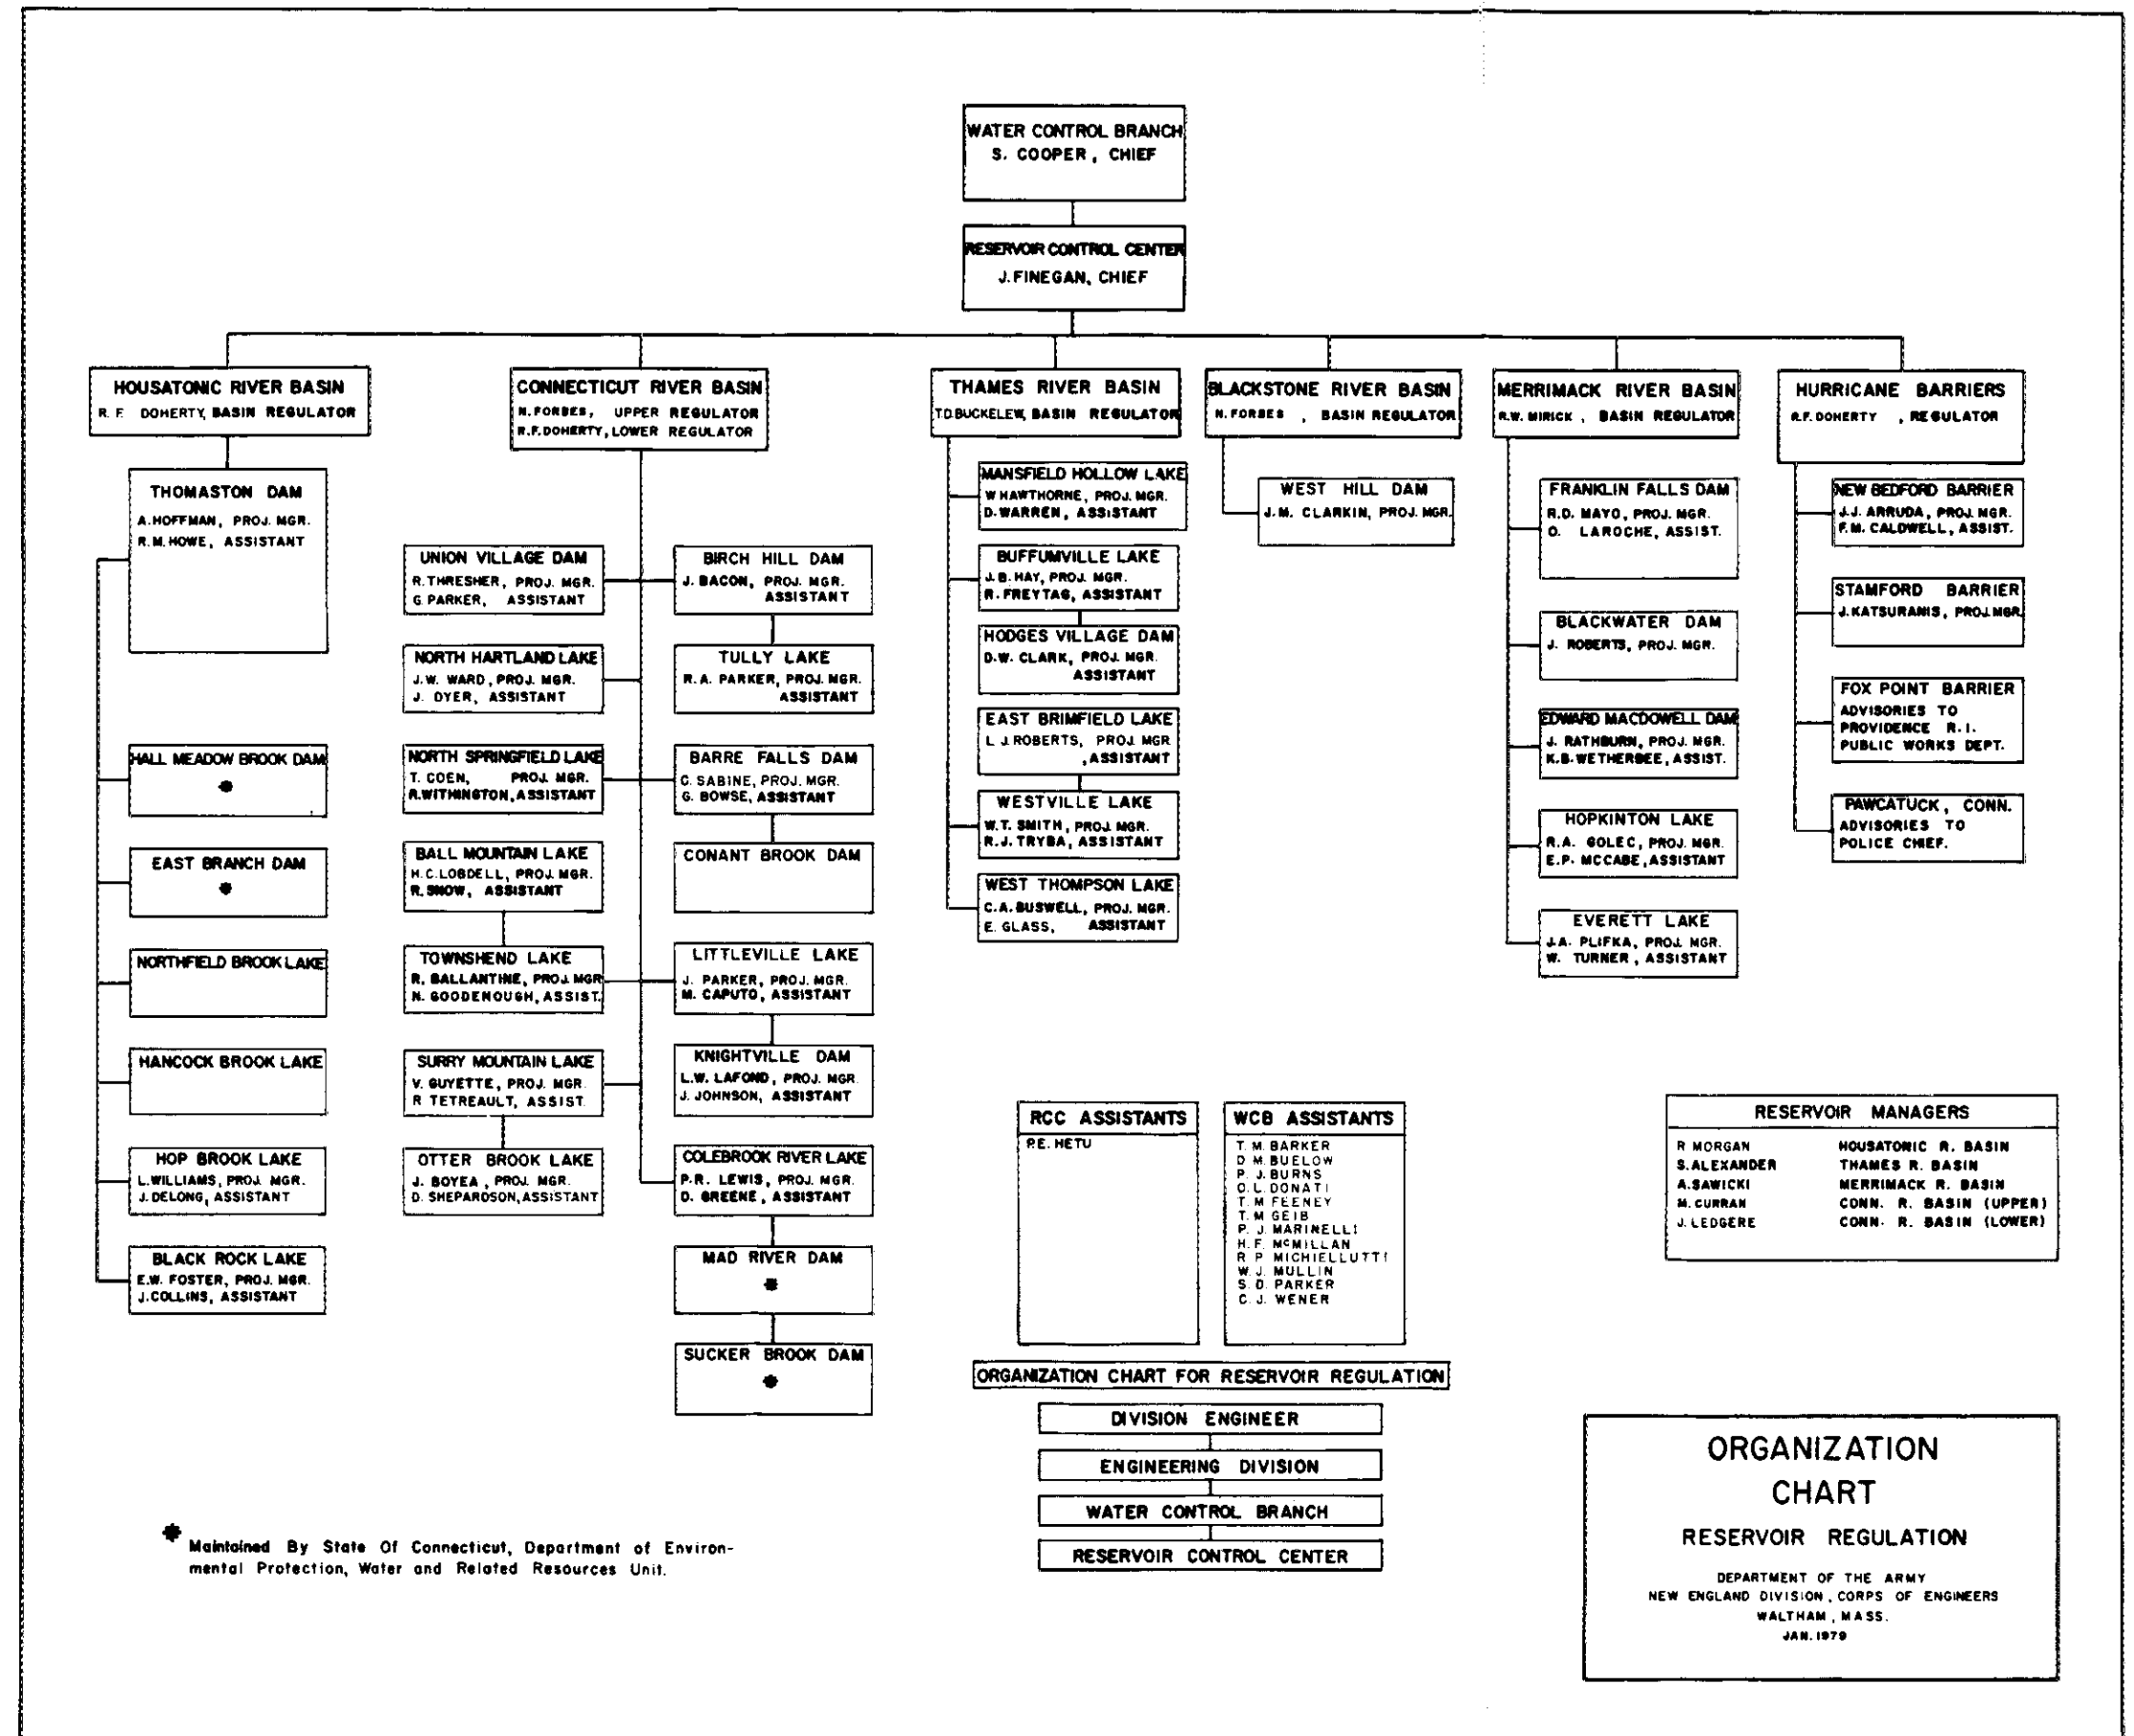 WATER CONTROL BRANCH
S. COOPER, CHIEF
RESERVOIR CONTROL CENTER
J. FINEGAN, CHIEF
HOUSATONIC RIVER BASIN
R. F. DOHERTY, BASIN REGULATOR
CONNECTICUT RIVER BASIN
N. FORBES, UPPER REGULATOR
R.F. DOHERTY, LOWER REGULATOR
THAMES RIVER BASIN
T.D. BUCKELEW, BASIN REGULATOR
BLACKSTONE RIVER BASIN
N. FORBES , BASIN REGULATOR
MERRIMACK RIVER BASIN
R.W. MIRICK , BASIN REGULATOR
HURRICANE BARRIERS
R.F. DOHERTY , REGULATOR
THOMASTON DAM
A. HOFFMAN, PROJ. MGR.
R.M. HOWE, ASSISTANT
HALL MEADOW BROOK DAM
*
EAST BRANCH DAM
*
NORTHFIELD BROOK LAKE
HANCOCK BROOK LAKE
HOP BROOK LAKE
L. WILLIAMS, PROJ. MGR.
J. DELONG, ASSISTANT
BLACK ROCK LAKE
E.W. FOSTER, PROJ. MGR.
J. COLLINS, ASSISTANT
UNION VILLAGE DAM
R. THRESHER, PROJ. MGR.
G. PARKER, ASSISTANT
NORTH HARTLAND LAKE
J.W. WARD, PROJ. MGR.
J. DYER, ASSISTANT
NORTH SPRINGFIELD LAKE
T. COEN, PROJ. MGR.
R. WITHINGTON, ASSISTANT
BALL MOUNTAIN LAKE
H.C. LOBDELL, PROJ. MGR.
R. SNOW, ASSISTANT
TOWNSHEND LAKE
R. BALLANTINE, PROJ. MGR
N. GOODENOUGH, ASSIST.
SURRY MOUNTAIN LAKE
V. GUYETTE, PROJ. MGR.
R TETREAULT, ASSIST.
OTTER BROOK LAKE
J. BOYEA, PROJ. MGR.
D. SHEPARDSON, ASSISTANT
BIRCH HILL DAM
J. BACON, PROJ. MGR.
ASSISTANT
TULLY LAKE
R.A. PARKER, PROJ. MGR.
ASSISTANT
BARRE FALLS DAM
C. SABINE, PROJ. MGR.
G. BOWSE, ASSISTANT
CONANT BROOK DAM
LITTLEVILLE LAKE
J. PARKER, PROJ. MGR.
M. CAPUTO, ASSISTANT
KNIGHTVILLE DAM
L.W. LAFOND, PROJ. MGR.
J. JOHNSON, ASSISTANT
COLEBROOK RIVER LAKE
P.R. LEWIS, PROJ. MGR.
D. GREENE, ASSISTANT
MAD RIVER DAM
*
SUCKER BROOK DAM
*
MANSFIELD HOLLOW LAKE
W HAWTHORNE, PROJ. MGR.
D. WARREN, ASSISTANT
BUFFUMVILLE LAKE
J.B. HAY, PROJ. MGR.
R. FREYTAG, ASSISTANT
HODGES VILLAGE DAM
D.W. CLARK, PROJ. MGR.
ASSISTANT
EAST BRIMFIELD LAKE
L J. ROBERTS, PROJ. MGR
, ASSISTANT
WESTVILLE LAKE
W.T. SMITH, PROJ. MGR.
R.J. TRYBA, ASSISTANT
WEST THOMPSON LAKE
C.A. BUSWELL, PROJ. MGR.
E. GLASS, ASSISTANT
WEST HILL DAM
J.M. CLARKIN, PROJ. MGR.
FRANKLIN FALLS DAM
R.D. MAYO, PROJ. MGR.
O. LAROCHE, ASSIST.
BLACKWATER DAM
J. ROBERTS, PROJ. MGR.
EDWARD MACDOWELL DAM
J. RATHBURN, PROJ. MGR.
K.B. WETHERBEE, ASSIST.
HOPKINTON LAKE
R.A. GOLEC, PROJ. MGR.
E.P. MCCABE, ASSISTANT
EVERETT LAKE
J.A. PLIFKA, PROJ. MGR.
W. TURNER, ASSISTANT
NEW BEDFORD BARRIER
J.J. ARRUDA, PROJ. MGR.
F.M. CALDWELL, ASSIST.
STAMFORD BARRIER
J. KATSURANIS, PROJ. MGR.
FOX POINT BARRIER
ADVISORIES TO
PROVIDENCE R.I.
PUBLIC WORKS DEPT.
PAWCATUCK, CONN.
ADVISORIES TO
POLICE CHIEF.
RCC ASSISTANTS
P.E. HETU
WCB ASSISTANTS
T. M. BARKER
D M. BUELOW
P. J. BURNS
O. L. DONATI
T. M FEENEY
T. M GEIB
P. J. MARINELLI
H. F. McMILLAN
R P. MICHIELLUTTI
W. J. MULLIN
S. D. PARKER
C. J. WENER
RESERVOIR MANAGERS
R MORGAN HOUSATONIC R. BASIN
S. ALEXANDER THAMES R. BASIN
A. SAWICKI MERRIMACK R. BASIN
M. CURRAN CONN. R. BASIN (UPPER)
J. LEDGERE CONN. R. BASIN (LOWER)
ORGANIZATION CHART FOR RESERVOIR REGULATION
DIVISION ENGINEER
ENGINEERING DIVISION
WATER CONTROL BRANCH
RESERVOIR CONTROL CENTER
* Maintained By State Of Connecticut, Department of Environ-
mental Protection, Water and Related Resources Unit.
ORGANIZATION
CHART
RESERVOIR REGULATION
DEPARTMENT OF THE ARMY
NEW ENGLAND DIVISION, CORPS OF ENGINEERS
WALTHAM, MASS.
JAN. 1979